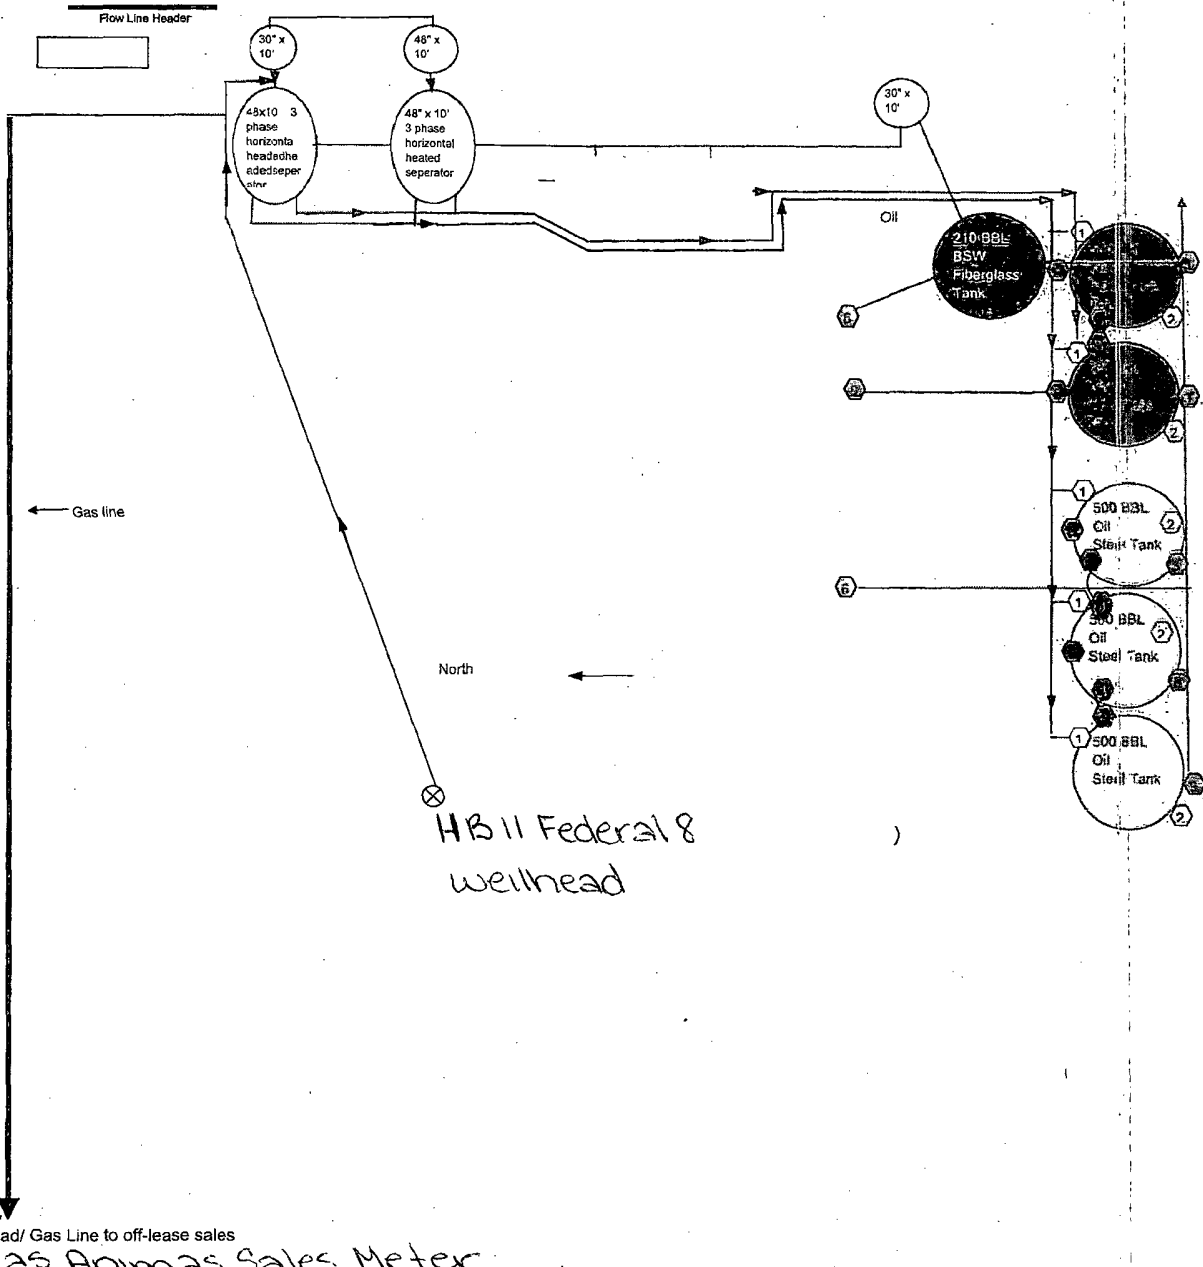 Flow Line Header
30" x
10'
48" x
10'
48x10 3
phase
horizonta
headedhe
adedseper
ator
48" x 10'
3 phase
horizontal
heated
seperator
30" x
10'
Oil
210 BBL
BSW
Fiberglass
Tank
1
2
6
1
2
Gas line
1
500 BBL
Oil
Steel Tank
2
6
1
500 BBL
Oil
Steel Tank
2
North
1
500 BBL
Oil
Steel Tank
2
HB 11 Federal 8
wellhead
ad/ Gas Line to off-lease sales
as Animas Sales Meter